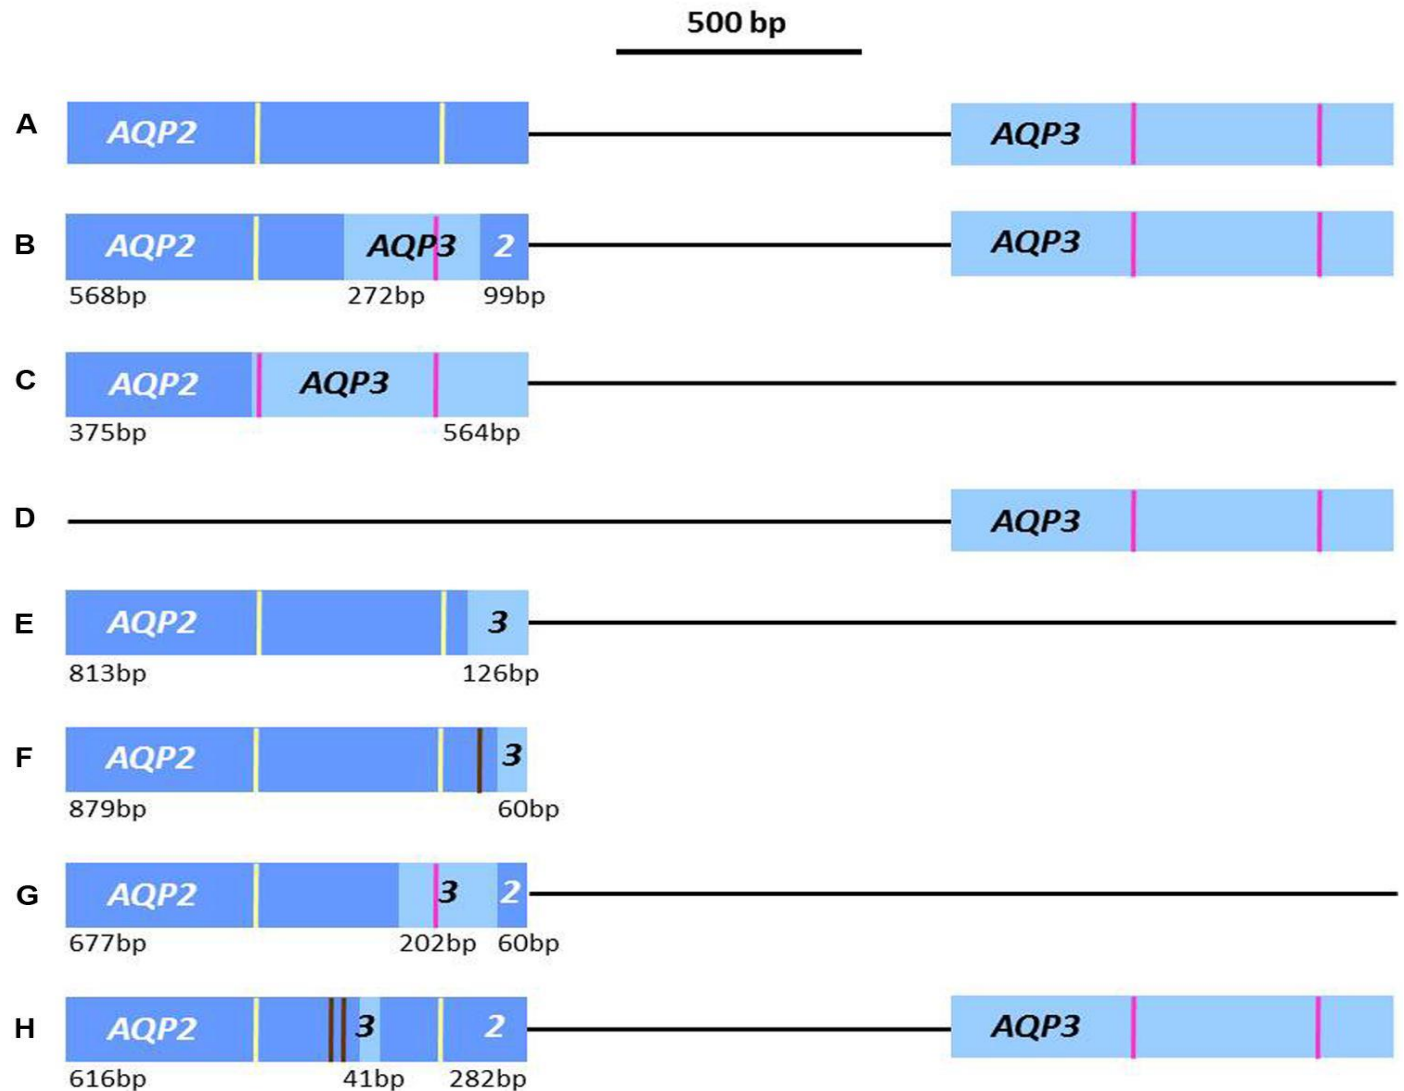 500 bp
A AQP2 AQP3
B AQP2 AQP3 2 AQP3
568bp 272bp 99bp
C AQP2 AQP3
375bp 564bp
D AQP3
E AQP2 3
813bp 126bp
F AQP2 3
879bp 60bp
G AQP2 3 2
677bp 202bp 60bp
H AQP2 3 2 AQP3
616bp 41bp 282bp